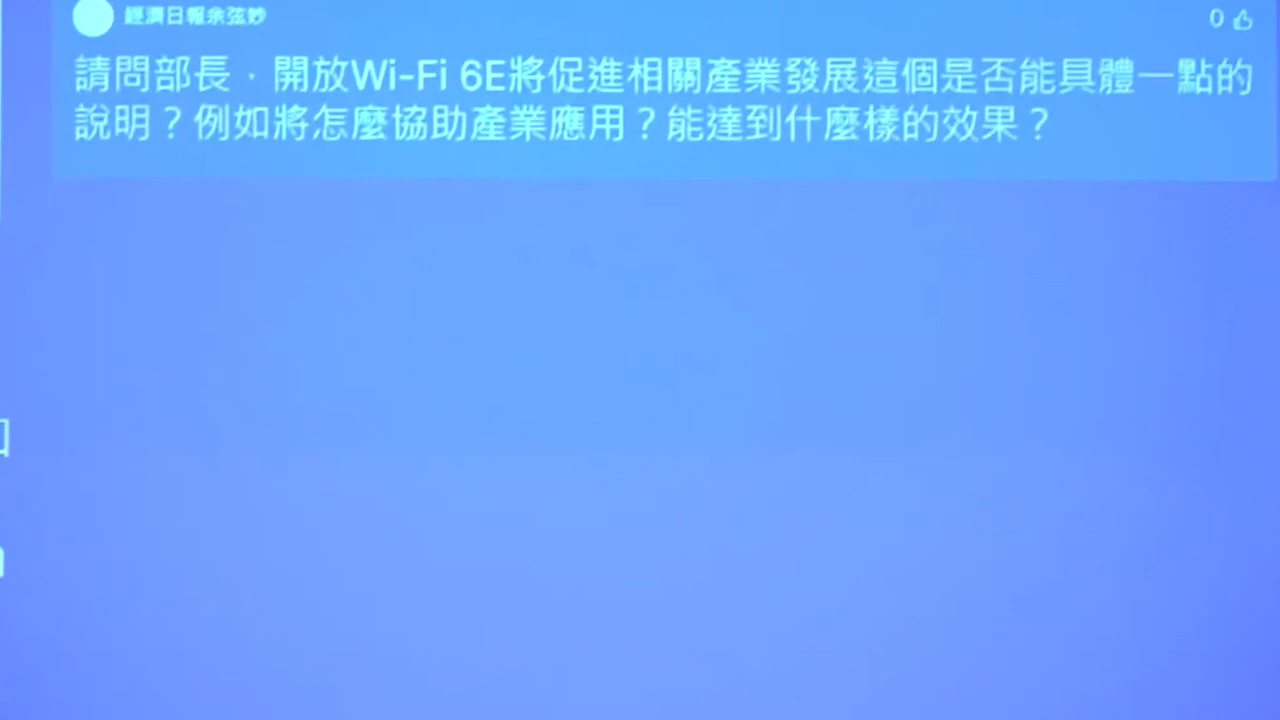 經濟日報余弦妙
0
請問部長，開放Wi-Fi 6E將促進相關產業發展這個是否能具體一點的
說明？例如將怎麼協助產業應用？能達到什麼樣的效果？